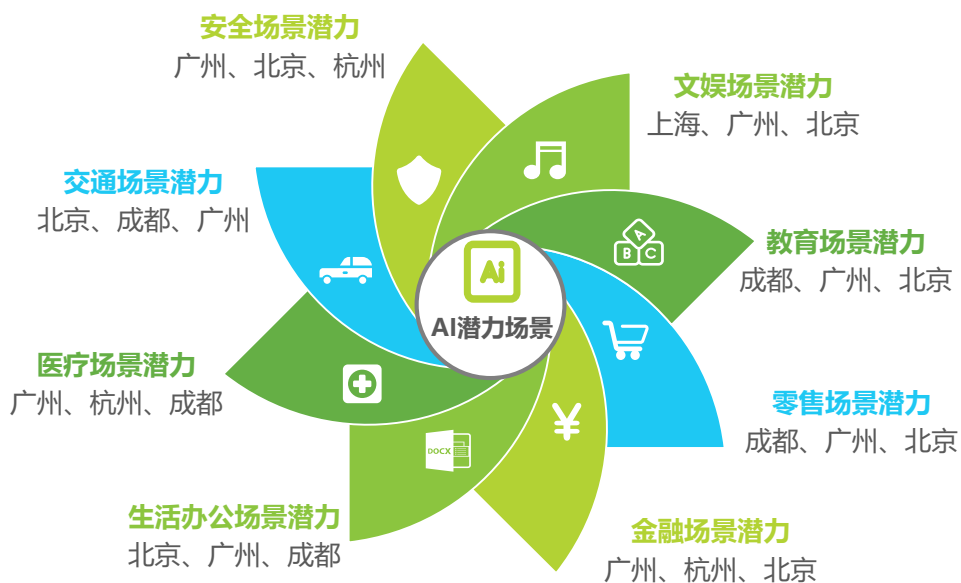 安全场景潜力
广州、北京、杭州
文娱场景潜力
上海、广州、北京
交通场景潜力
北京、成都、广州
教育场景潜力
成都、广州、北京
A
B C
Ai
AI潜力场景
医疗场景潜力
广州、杭州、成都
零售场景潜力
成都、广州、北京
¥
DOCX
生活办公场景潜力
北京、广州、成都
金融场景潜力
广州、杭州、北京